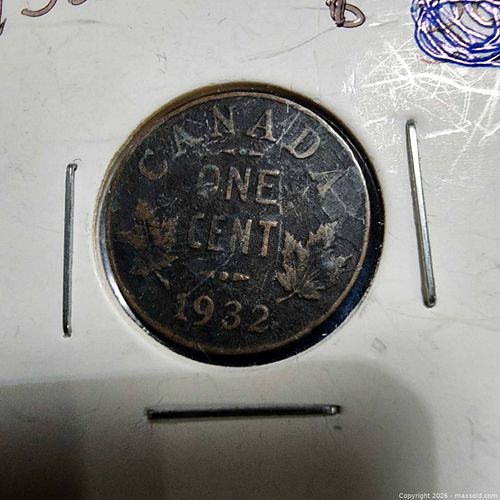 CANADA
ONE
CENT
1932
Copyright 2026 - maxsold.com